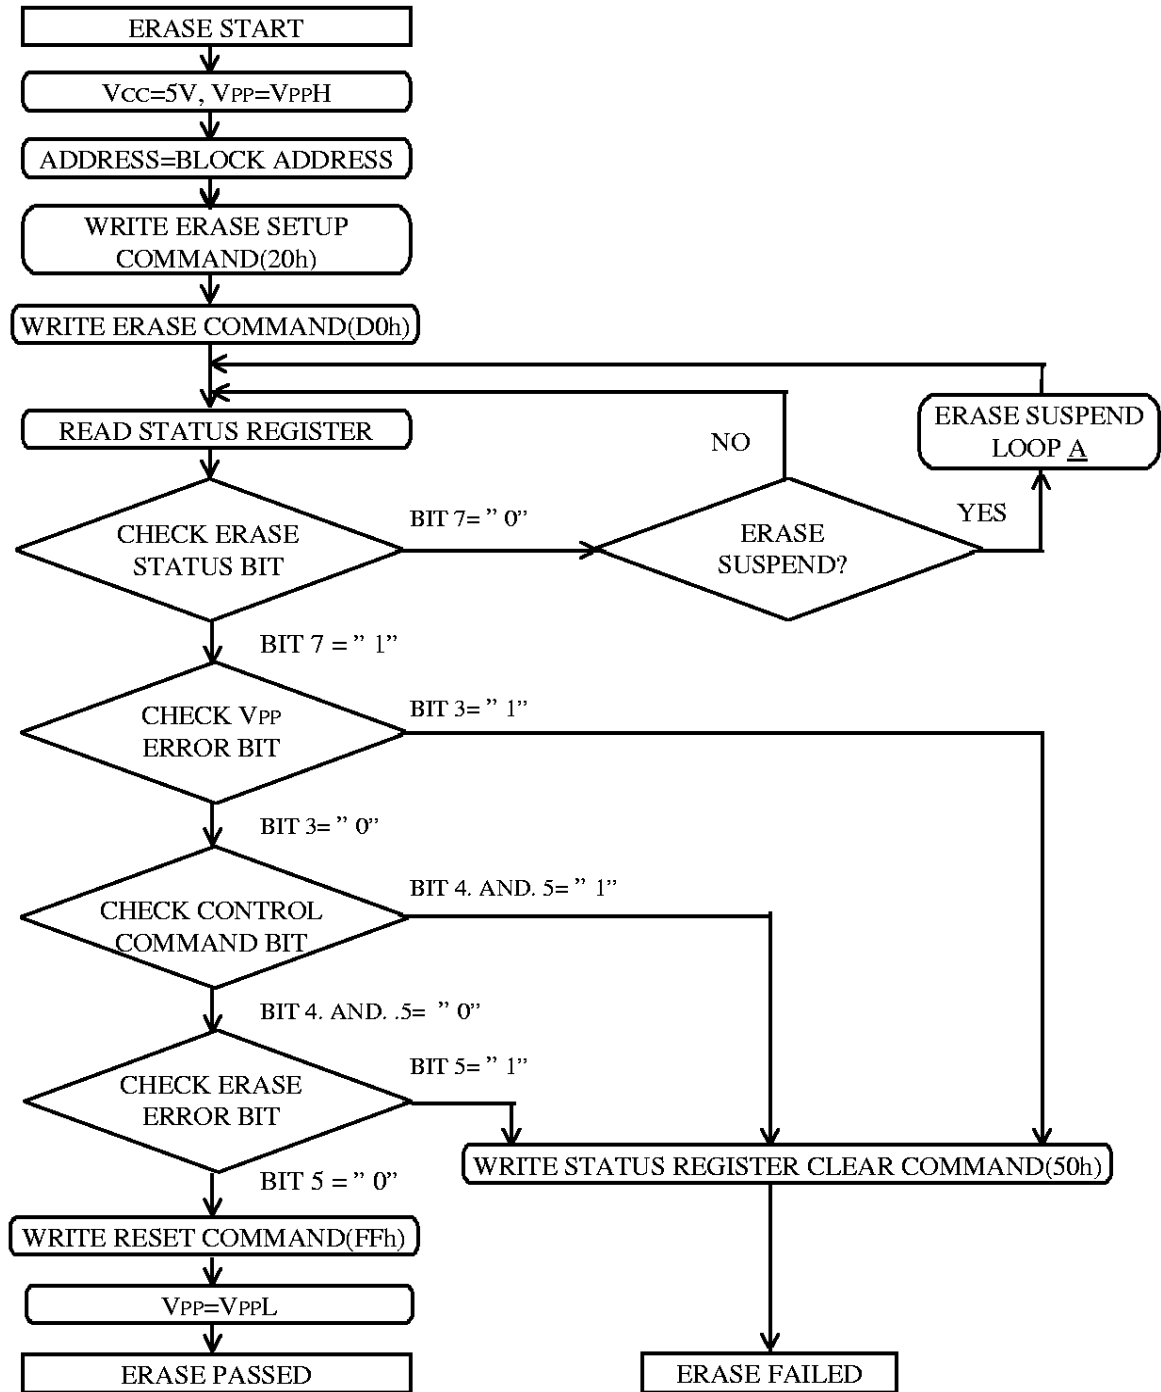 ERASE START
VCC=5V, VPP=VPPH
ADDRESS=BLOCK ADDRESS
WRITE ERASE SETUP
COMMAND(20h)
WRITE ERASE COMMAND(D0h)
READ STATUS REGISTER
NO
ERASE SUSPEND
LOOP A
CHECK ERASE
STATUS BIT
BIT 7= ” 0”
ERASE
SUSPEND?
YES
BIT 7 = ” 1”
CHECK VPP
ERROR BIT
BIT 3= ” 1”
BIT 3= ” 0”
CHECK CONTROL
COMMAND BIT
BIT 4. AND. 5= ” 1”
BIT 4. AND. .5= ” 0”
CHECK ERASE
ERROR BIT
BIT 5= ” 1”
BIT 5 = ” 0”
WRITE STATUS REGISTER CLEAR COMMAND(50h)
WRITE RESET COMMAND(FFh)
VPP=VPPL
ERASE PASSED
ERASE FAILED